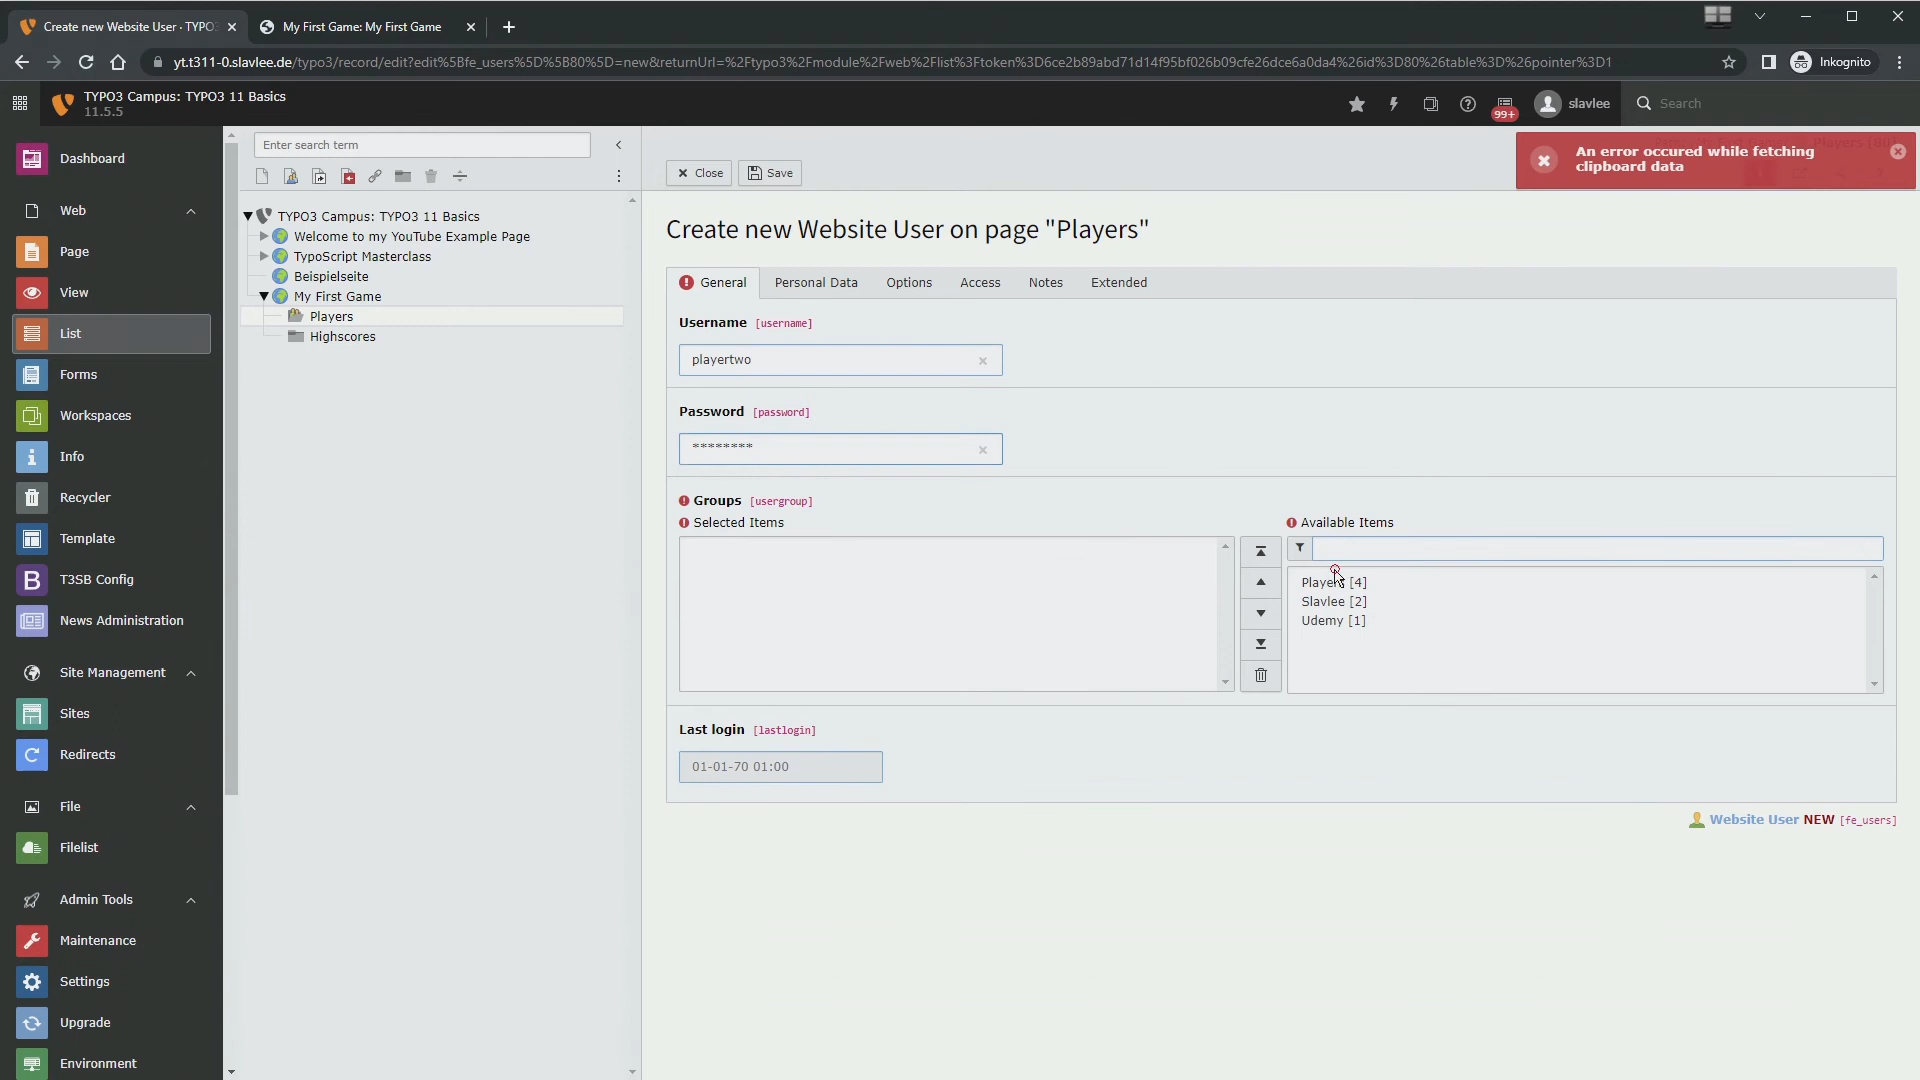 Create new Website User · TYPO
My First Game: My First Game
yt.t311-0.slavlee.de/typo3/record/edit?edit%5Bfe_users%5D%5B80%5D=new&returnUrl=%2Ftypo3%2Fmodule%2Fweb%2Flist%3Ftoken%3D6ce2b89abd71d14f95bf026b09cfe26dce6a0da4%26id%3D80%26table%3D%26pointer%3D1
Inkognito
TYPO3 Campus: TYPO3 11 Basics
11.5.5
99+
slavlee
Search
Dashboard
Web
Page
View
List
Forms
Workspaces
Info
Recycler
Template
B T3SB Config
News Administration
Site Management
Sites
Redirects
File
Filelist
Admin Tools
Maintenance
Settings
Upgrade
Environment
Enter search term
TYPO3 Campus: TYPO3 11 Basics
Welcome to my YouTube Example Page
TypoScript Masterclass
Beispielseite
My First Game
Players
Highscores
Close
Save
An error occured while fetching
clipboard data
Create new Website User on page "Players"
General
Personal Data
Options
Access
Notes
Extended
Username [username]
playertwo
Password [password]
********
Groups [usergroup]
Selected Items
Available Items
Player [4]
Slavlee [2]
Udemy [1]
Last login [lastlogin]
01-01-70 01:00
Website User NEW [fe_users]